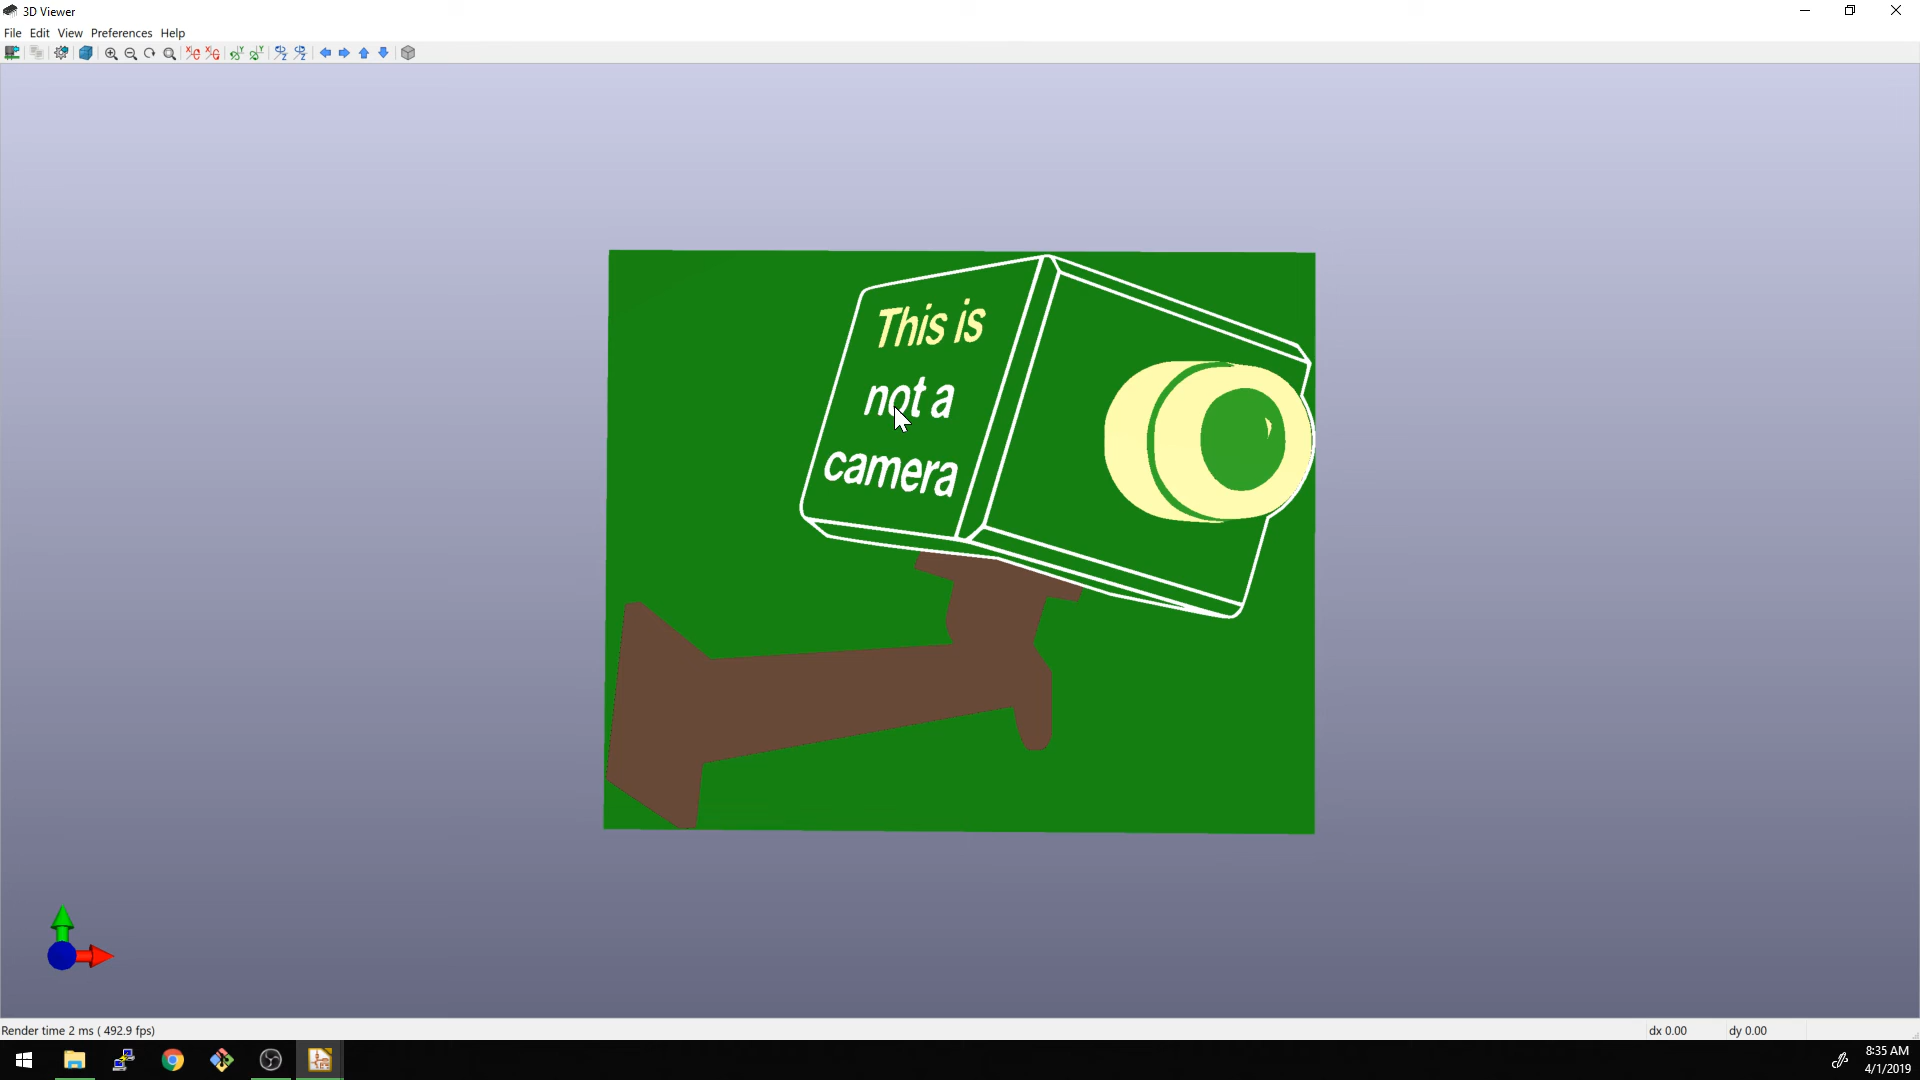 3D Viewer
File Edit View Preferences Help
This is
not a
camera
Render time 2 ms ( 492.9 fps)
dx 0.00
dy 0.00
8:35 AM
4/1/2019